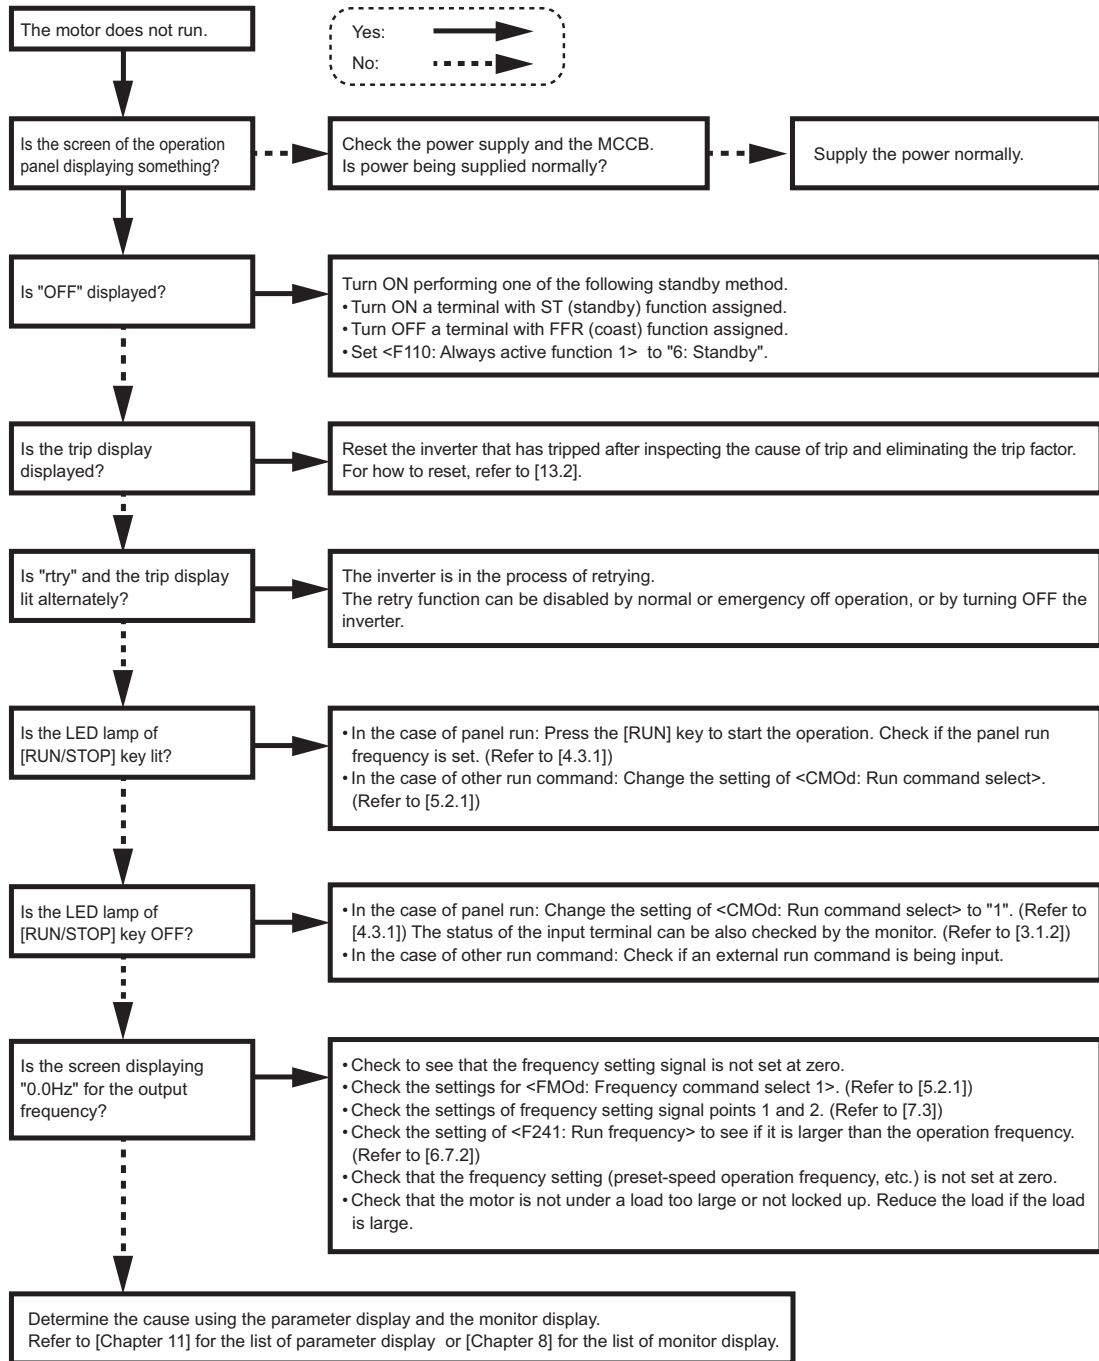 The motor does not run.
Yes:
No:
Is the screen of the operation
panel displaying something?
Check the power supply and the MCCB.
Is power being supplied normally?
Supply the power normally.
Is "OFF" displayed?
Turn ON performing one of the following standby method.
• Turn ON a terminal with ST (standby) function assigned.
• Turn OFF a terminal with FFR (coast) function assigned.
• Set <F110: Always active function 1> to "6: Standby".
Is the trip display
displayed?
Reset the inverter that has tripped after inspecting the cause of trip and eliminating the trip factor.
For how to reset, refer to [13.2].
Is "rtry" and the trip display
lit alternately?
The inverter is in the process of retrying.
The retry function can be disabled by normal or emergency off operation, or by turning OFF the
inverter.
Is the LED lamp of
[RUN/STOP] key lit?
• In the case of panel run: Press the [RUN] key to start the operation. Check if the panel run
frequency is set. (Refer to [4.3.1])
• In the case of other run command: Change the setting of <CMOd: Run command select>.
(Refer to [5.2.1])
Is the LED lamp of
[RUN/STOP] key OFF?
• In the case of panel run: Change the setting of <CMOd: Run command select> to "1". (Refer to
[4.3.1]) The status of the input terminal can be also checked by the monitor. (Refer to [3.1.2])
• In the case of other run command: Check if an external run command is being input.
Is the screen displaying
"0.0Hz" for the output
frequency?
• Check to see that the frequency setting signal is not set at zero.
• Check the settings for <FMOd: Frequency command select 1>. (Refer to [5.2.1])
• Check the settings of frequency setting signal points 1 and 2. (Refer to [7.3])
• Check the setting of <F241: Run frequency> to see if it is larger than the operation frequency.
(Refer to [6.7.2])
• Check that the frequency setting (preset-speed operation frequency, etc.) is not set at zero.
• Check that the motor is not under a load too large or not locked up. Reduce the load if the load
is large.
Determine the cause using the parameter display and the monitor display.
Refer to [Chapter 11] for the list of parameter display or [Chapter 8] for the list of monitor display.